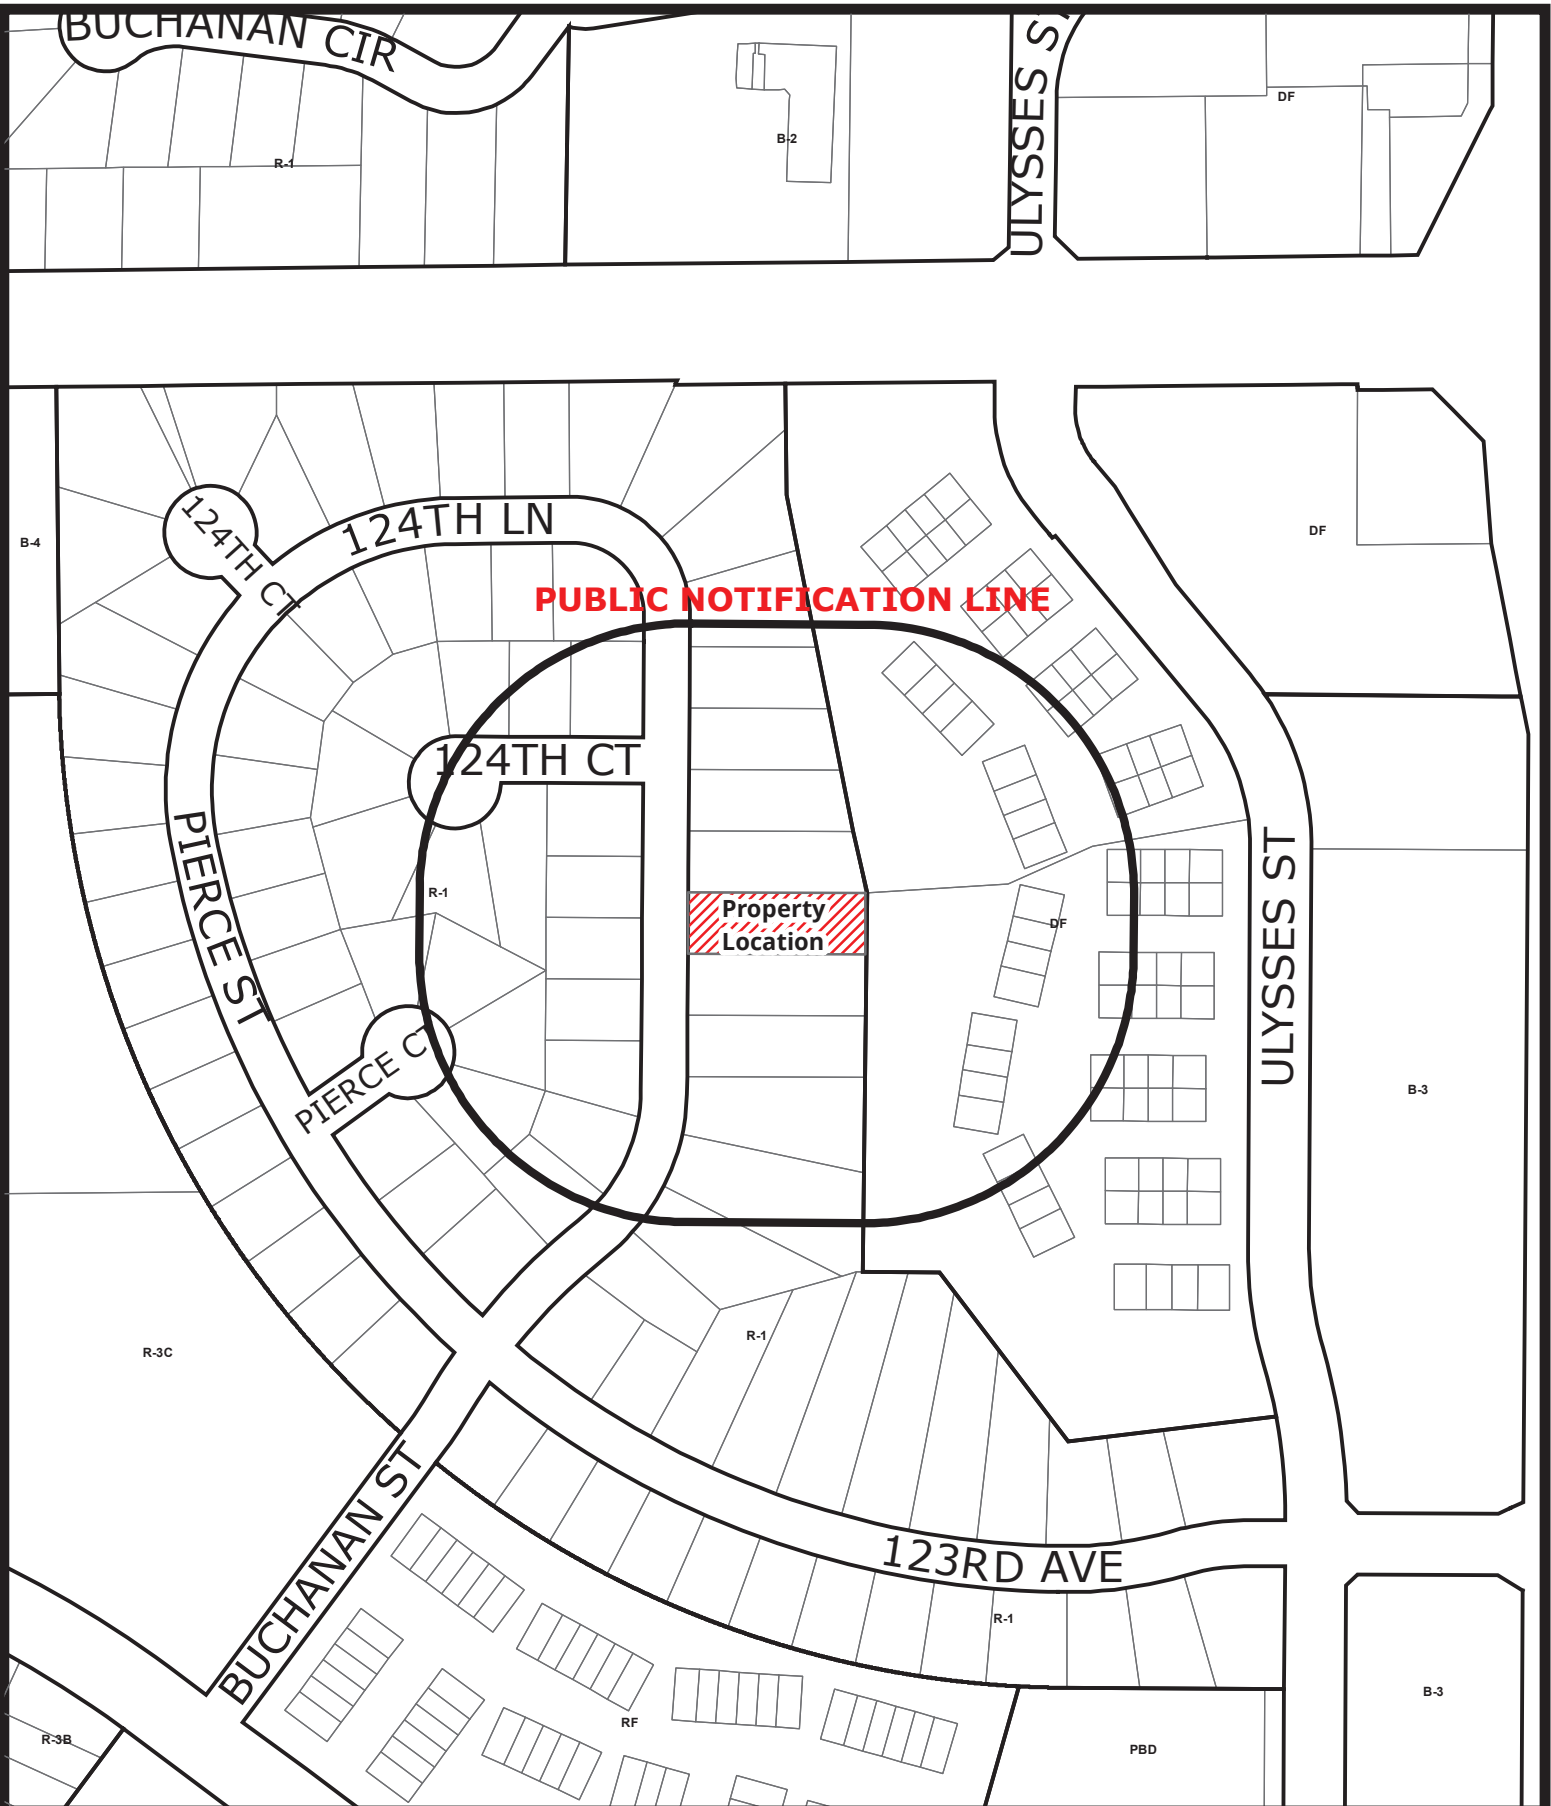 BUCHANAN CIR
ULYSSES ST
DF
B-2
R-1
124TH LN
124TH CT
B-4
DF
PUBLIC NOTIFICATION LINE
124TH CT
PIERCE ST
R-1
Property
Location
DF
ULYSSES ST
PIERCE CT
B-3
R-1
R-3C
BUCHANAN ST
123RD AVE
R-1
B-3
RF
R-3B
PBD